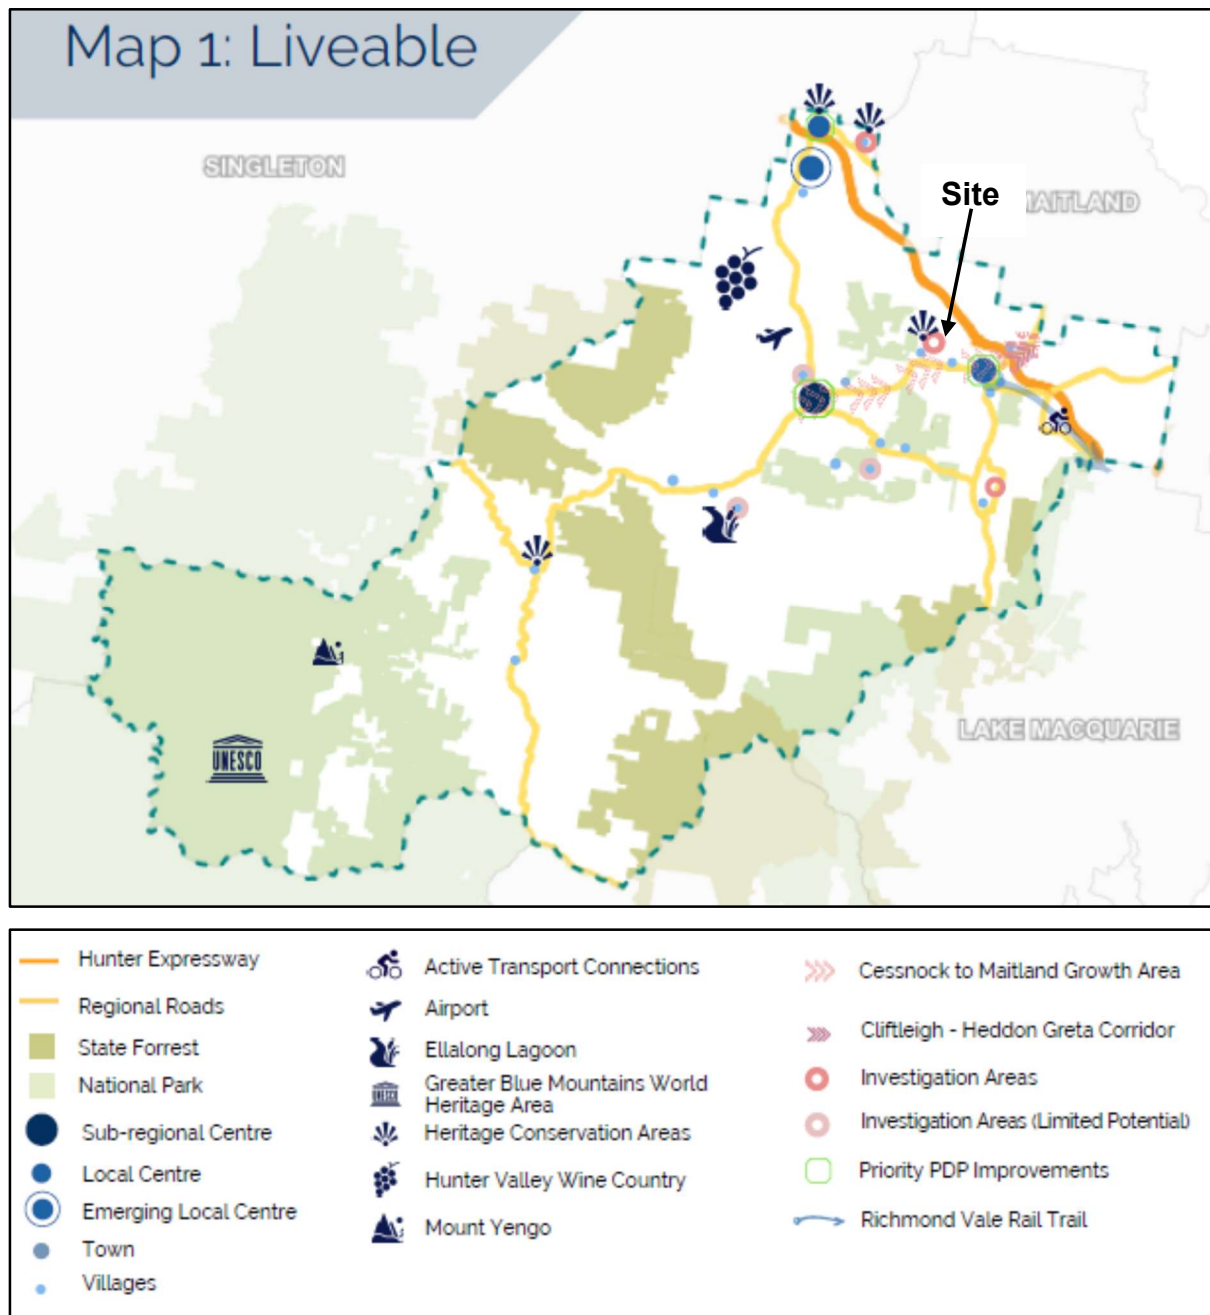 Map 1: Liveable
SINGLETON
Site
MAITLAND
UNESCO
LAKE MACQUARIE
Hunter Expressway
Regional Roads
State Forrest
National Park
Sub-regional Centre
Local Centre
Emerging Local Centre
Town
Villages
Active Transport Connections
Airport
Ellalong Lagoon
UNESCO
Greater Blue Mountains World
Heritage Area
Heritage Conservation Areas
Hunter Valley Wine Country
Mount Yengo
Cessnock to Maitland Growth Area
Cliftleigh - Heddon Greta Corridor
Investigation Areas
Investigation Areas (Limited Potential)
Priority PDP Improvements
Richmond Vale Rail Trail